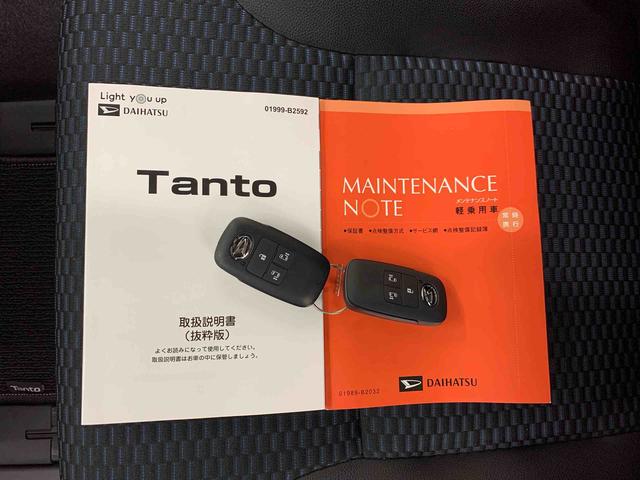 Light you up
DAIHATSU
01999-B2592
Tanto
取扱説明書
(抜粋版)
よくお読みになって使用してください。
取扱説明書はお車の中に保管しましょう。
MAINTENANCE
NOTE
メンテナンスノート
軽乗用車
常時
携行
●保証書 ●点検整備方式 ●サービス網 ●点検整備記録簿
01989-B2032
DAIHATSU
Tanto